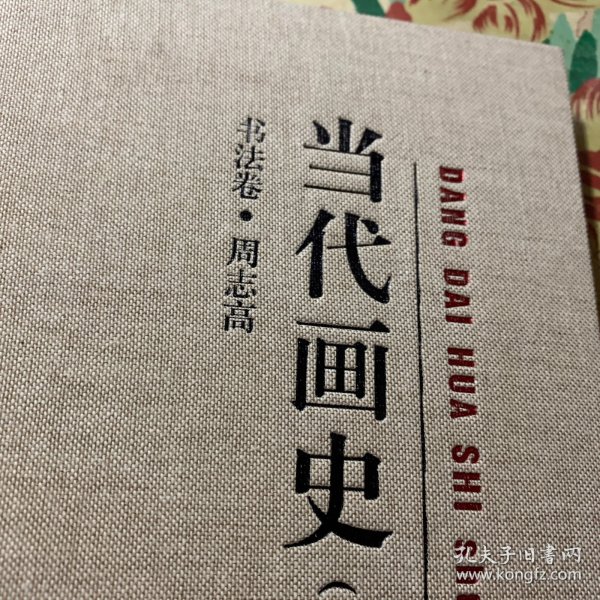 DANG DAI HUA SHI
当代画史（
书法卷·周志高
孔夫子旧書网
www.kongfz.com